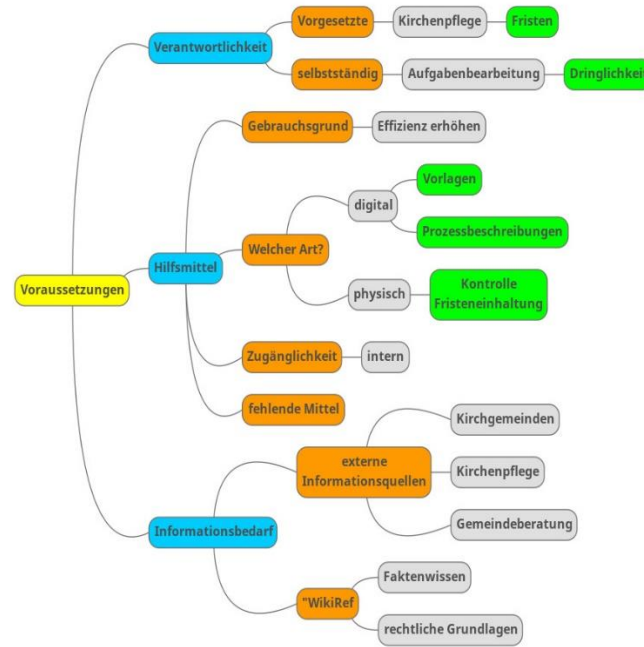 Vorgesetzte
Kirchenpflege
Fristen
Verantwortlichkeit
selbstständig
Aufgabenbearbeitung
Dringlichkeit
Gebrauchsgrund
Effizienz erhöhen
Vorlagen
digital
Prozessbeschreibungen
Welcher Art?
Hilfsmittel
Voraussetzungen
physisch
Kontrolle
Fristeneinhaltung
Zugänglichkeit
intern
fehlende Mittel
Kirchgemeinden
externe
Informationsquellen
Kirchenpflege
Gemeindeberatung
Informationsbedarf
Faktenwissen
"WikiRef
rechtliche Grundlagen